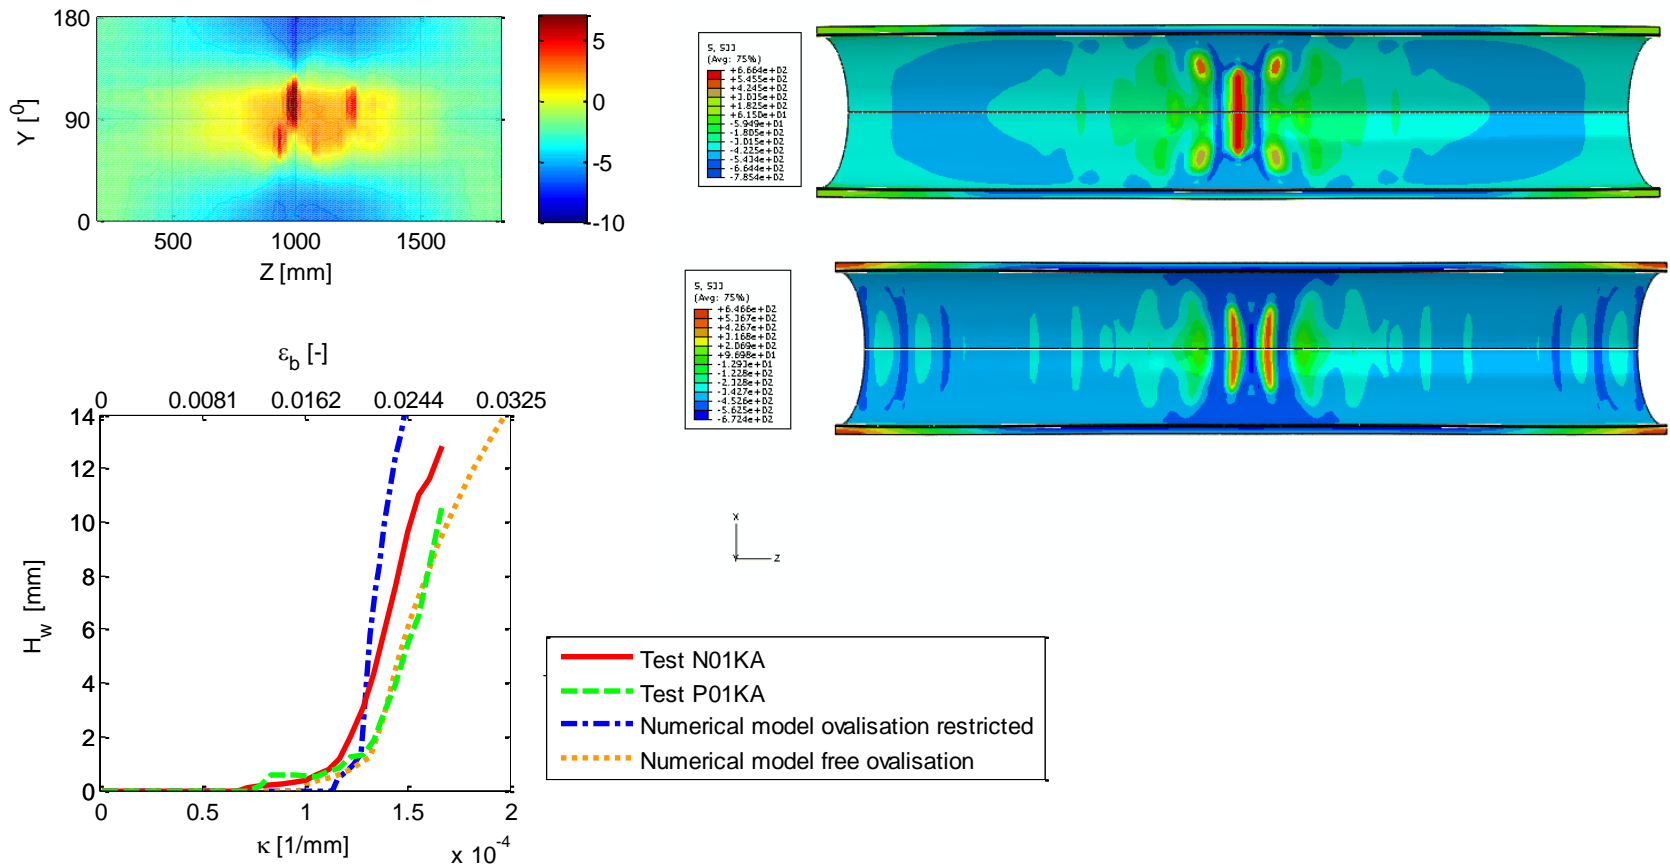 180
90
0
Y [⁰]
500
1000
1500
Z [mm]
5
0
-5
-10
S, S33
(Avg: 75%)
+6.664e+02
+5.455e+02
+4.245e+02
+3.035e+02
+1.825e+02
+6.150e+01
-5.949e+01
-1.805e+02
-3.015e+02
-4.225e+02
-5.434e+02
-6.644e+02
-7.854e+02
S, S33
(Avg: 75%)
+6.466e+02
+5.367e+02
+4.267e+02
+3.168e+02
+2.069e+02
+9.698e+01
-1.293e+01
-1.228e+02
-2.328e+02
-3.427e+02
-4.526e+02
-5.625e+02
-6.724e+02
X
Y
Z
ε_b [-]
0 0.0081 0.0162 0.0244 0.0325
14
12
10
8
6
4
2
0
H_w [mm]
0 0.5 1 1.5 2
κ [1/mm]
x 10⁻⁴
Test N01KA
Test P01KA
Numerical model ovalisation restricted
Numerical model free ovalisation